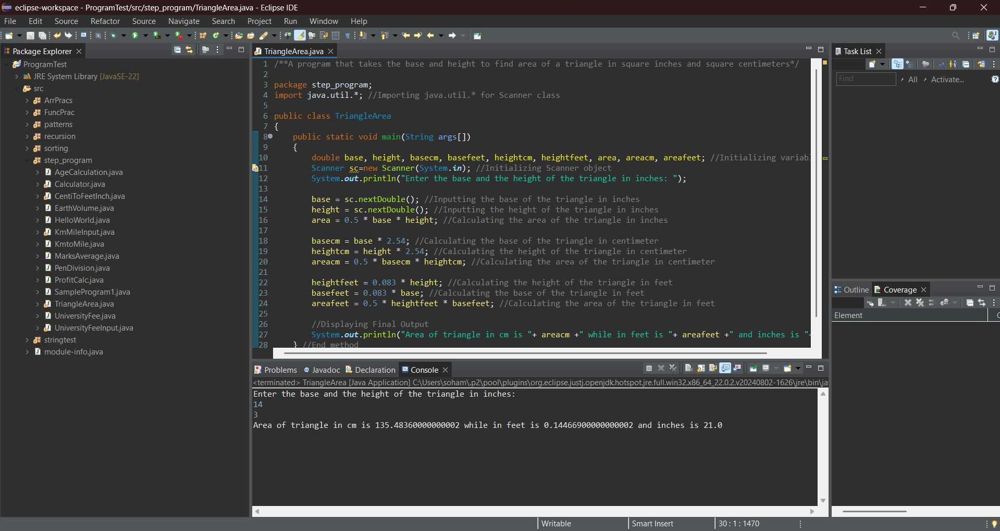 eclipse-workspace - ProgramTest/src/step_program/TriangleArea.java - Eclipse IDE
File Edit Source Refactor Source Navigate Search Project Run Window Help
Package Explorer
ProgramTest
JRE System Library [JavaSE-22]
src
ArrPracs
FuncPrac
patterns
recursion
sorting
step_program
AgeCalculation.java
Calculator.java
CentiToFeetInch.java
EarthVolume.java
HelloWorld.java
KmMileInput.java
KmtoMile.java
MarksAverage.java
PenDivision.java
ProfitCalc.java
SampleProgram1.java
TriangleArea.java
UniversityFee.java
UniversityFeeInput.java
stringtest
module-info.java
TriangleArea.java
1 /**A program that takes the base and height to find area of a triangle in square inches and square centimeters*/
2
3 package step_program;
4 import java.util.*; //Importing java.util.* for Scanner class
5
6 public class TriangleArea
7 {
8 public static void main(String args[])
9 {
10 double base, height, basecm, basefeet, heightcm, heightfeet, area, areacm, areafeet; //Initializing variab
11 Scanner sc=new Scanner(System.in); //Initializing Scanner object
12 System.out.println("Enter the base and the height of the triangle in inches: ");
13
14 base = sc.nextDouble(); //Inputting the base of the triangle in inches
15 height = sc.nextDouble(); //Inputting the height of the triangle in inches
16 area = 0.5 * base * height; //Calculating the area of the triangle in inches
17
18 basecm = base * 2.54; //Calculating the base of the triangle in centimeter
19 heightcm = height * 2.54; //Calculating the height of the triangle in centimeter
20 areacm = 0.5 * basecm * heightcm; //Calculating the area of the triangle in centimeter
21
22 heightfeet = 0.083 * height; //Calculating the height of the triangle in feet
23 basefeet = 0.083 * base; //Calculating the base of the triangle in feet
24 areafeet = 0.5 * heightfeet * basefeet; //Calculating the area of the triangle in feet
25
26 //Displaying Final Output
27 System.out.println("Area of triangle in cm is "+ areacm +" while in feet is "+ areafeet +" and inches is "+
28 } //End method
Problems Javadoc Declaration Console
<terminated> TriangleArea [Java Application] C:\Users\soham\.p2\pool\plugins\org.eclipse.justj.openjdk.hotspot.jre.full.win32.x86_64_22.0.2.v20240802-1626\jre\bin\ja
Enter the base and the height of the triangle in inches:
14
3
Area of triangle in cm is 135.48360000000002 while in feet is 0.14466900000000002 and inches is 21.0
Task List
Find All Activate...
Outline Coverage
Element C
Writable Smart Insert 30 : 1 : 1470